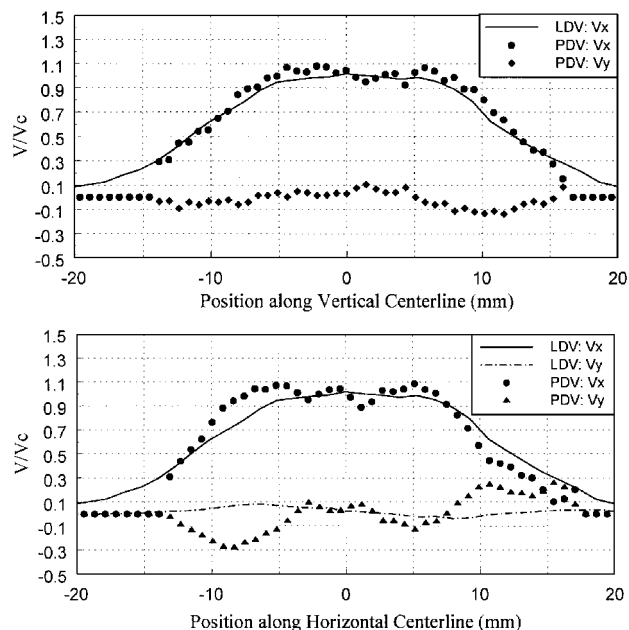 1.5
1.3
1.1
0.9
0.7
0.5
0.3
0.1
-0.1
-0.3
-0.5
V/Vc
LDV: Vx
PDV: Vx
PDV: Vy
-20 -10 0 10 20
Position along Vertical Centerline (mm)
1.5
1.3
1.1
0.9
0.7
0.5
0.3
0.1
-0.1
-0.3
-0.5
V/Vc
LDV: Vx
LDV: Vy
PDV: Vx
PDV: Vy
-20 -10 0 10 20
Position along Horizontal Centerline (mm)